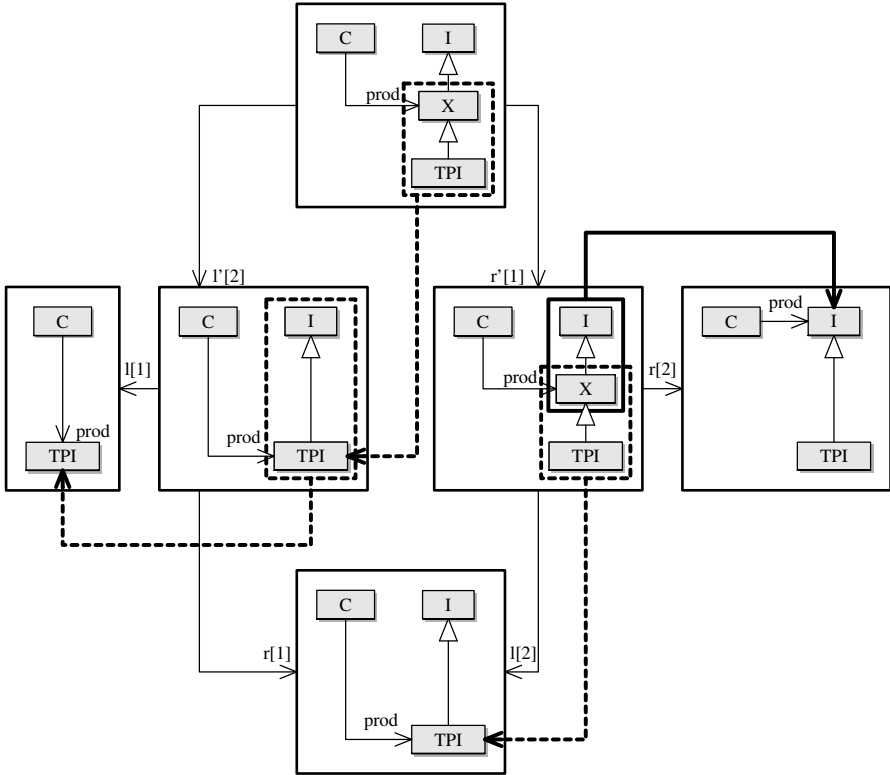 C
I
prod
X
TPI
l'[2]
r'[1]
C
prod
TPI
l[1]
C
I
prod
TPI
C
I
prod
X
TPI
r[2]
C
prod
I
TPI
r[1]
l[2]
C
I
prod
TPI